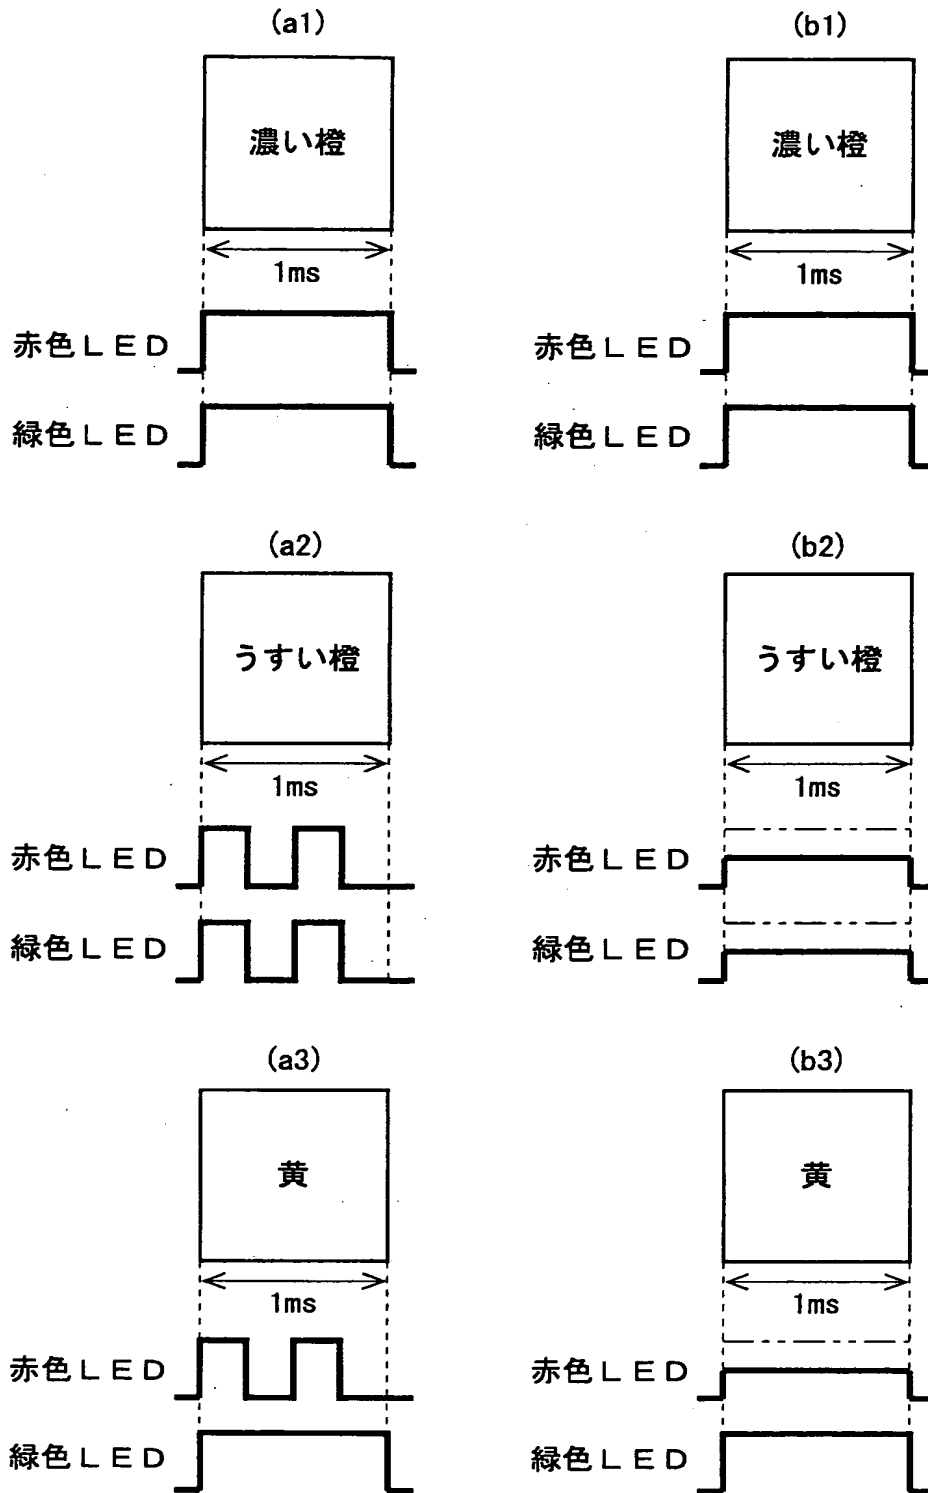 (a1)
濃い橙
1ms
赤色ＬＥＤ
緑色ＬＥＤ
(b1)
濃い橙
1ms
赤色ＬＥＤ
緑色ＬＥＤ
(a2)
うすい橙
1ms
赤色ＬＥＤ
緑色ＬＥＤ
(b2)
うすい橙
1ms
赤色ＬＥＤ
緑色ＬＥＤ
(a3)
黄
1ms
赤色ＬＥＤ
緑色ＬＥＤ
(b3)
黄
1ms
赤色ＬＥＤ
緑色ＬＥＤ